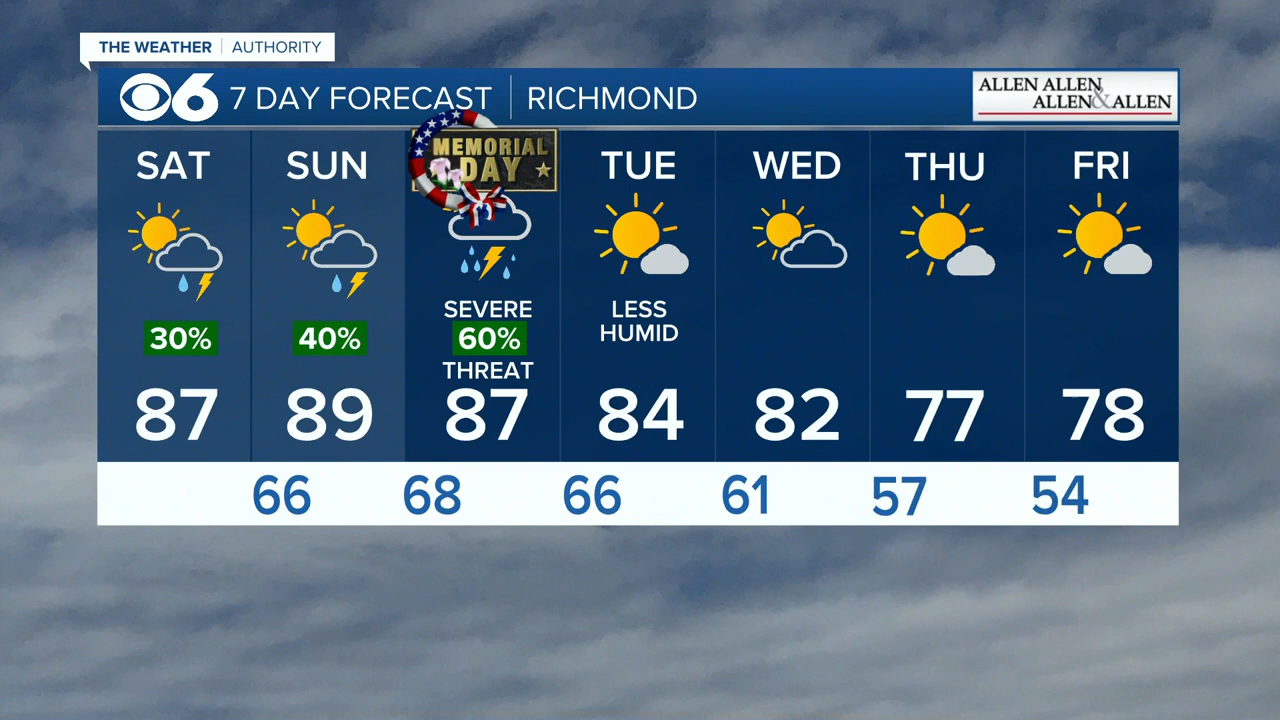 THE WEATHER | AUTHORITY
6 7 DAY FORECAST | RICHMOND
ALLEN ALLEN
ALLEN & ALLEN
SAT SUN MEMORIAL DAY TUE WED THU FRI
SEVERE LESS
30% 40% 60% HUMID
THREAT
87 89 87 84 82 77 78
66 68 66 61 57 54